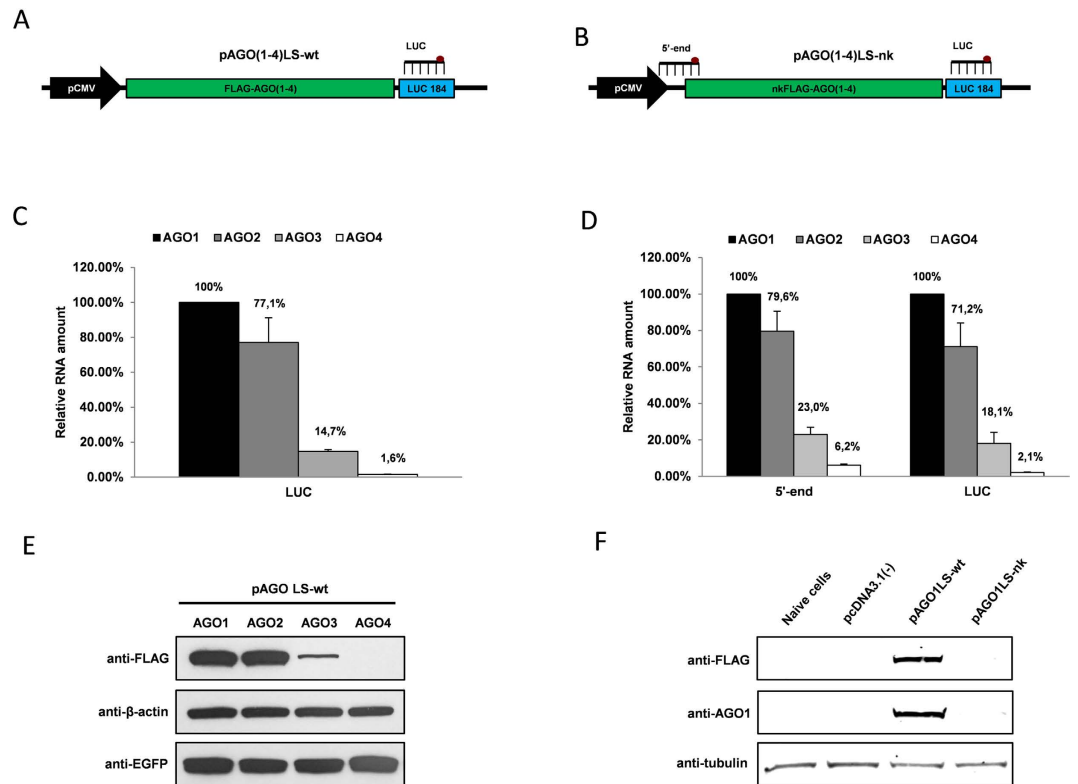 A
pAGO(1-4)LS-wt
LUC
pCMV
FLAG-AGO(1-4)
LUC 184
B
5'-end
pAGO(1-4)LS-nk
LUC
pCMV
nkFLAG-AGO(1-4)
LUC 184
C
AGO1 AGO2 AGO3 AGO4
Relative RNA amount
120.00%
100.00%
80.00%
60.00%
40.00%
20.00%
0.00%
100%
77,1%
14,7%
1,6%
LUC
D
AGO1 AGO2 AGO3 AGO4
Relative RNA amount
120.00%
100.00%
80.00%
60.00%
40.00%
20.00%
0.00%
100%
79,6%
23,0%
6,2%
100%
71,2%
18,1%
2,1%
5'-end
LUC
E
pAGO LS-wt
AGO1 AGO2 AGO3 AGO4
anti-FLAG
anti-β-actin
anti-EGFP
F
Naive cells
pcDNA3.1(-)
pAGO1LS-wt
pAGO1LS-nk
anti-FLAG
anti-AGO1
anti-tubulin